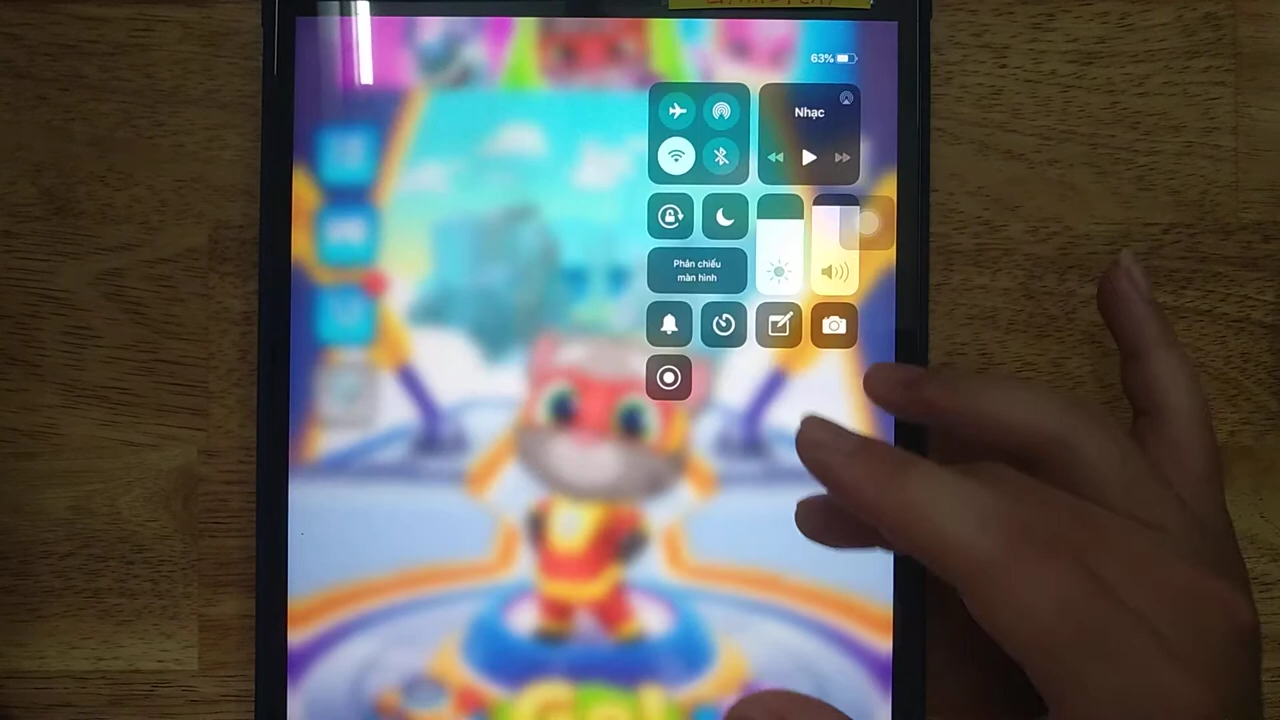 63%
Nhạc
Phản chiếu
màn hình